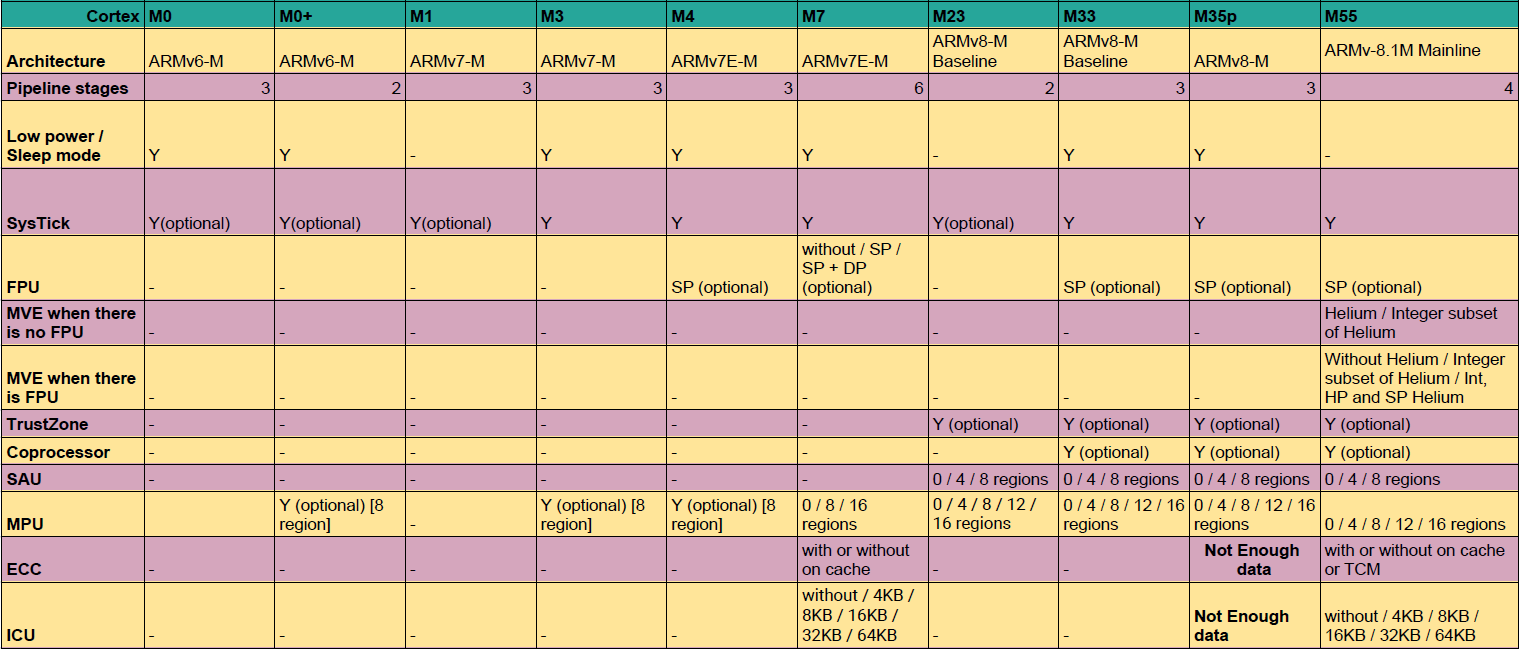 Cortex M0 M0+ M1 M3 M4 M7 M23 M33 M35p M55
Architecture ARMv6-M ARMv6-M ARMv7-M ARMv7-M ARMv7E-M ARMv7E-M ARMv8-M Baseline ARMv8-M Baseline ARMv8-M ARMv-8.1M Mainline
Pipeline stages 3 2 3 3 3 6 2 3 3 4
Low power / Sleep mode Y Y - Y Y Y - Y Y -
SysTick Y(optional) Y(optional) Y(optional) Y Y Y Y(optional) Y Y Y
FPU - - - - SP (optional) without / SP / SP + DP (optional) - SP (optional) SP (optional) SP (optional)
MVE when there is no FPU - - - - - - - - - Helium / Integer subset of Helium
MVE when there is FPU - - - - - - - - - Without Helium / Integer subset of Helium / Int, HP and SP Helium
TrustZone - - - - - - Y (optional) Y (optional) Y (optional) Y (optional)
Coprocessor - - - - - - - Y (optional) Y (optional) Y (optional)
SAU - - - - - - 0 / 4 / 8 regions 0 / 4 / 8 regions 0 / 4 / 8 regions 0 / 4 / 8 regions
MPU Y (optional) [8 region] - Y (optional) [8 region] Y (optional) [8 region] 0 / 8 / 16 regions 0 / 4 / 8 / 12 / 16 regions 0 / 4 / 8 / 12 / 16 regions 0 / 4 / 8 / 12 / 16 regions 0 / 4 / 8 / 12 / 16 regions
ECC - - - - - with or without on cache - - Not Enough data with or without on cache or TCM
ICU - - - - - without / 4KB / 8KB / 16KB / 32KB / 64KB - - Not Enough data without / 4KB / 8KB / 16KB / 32KB / 64KB